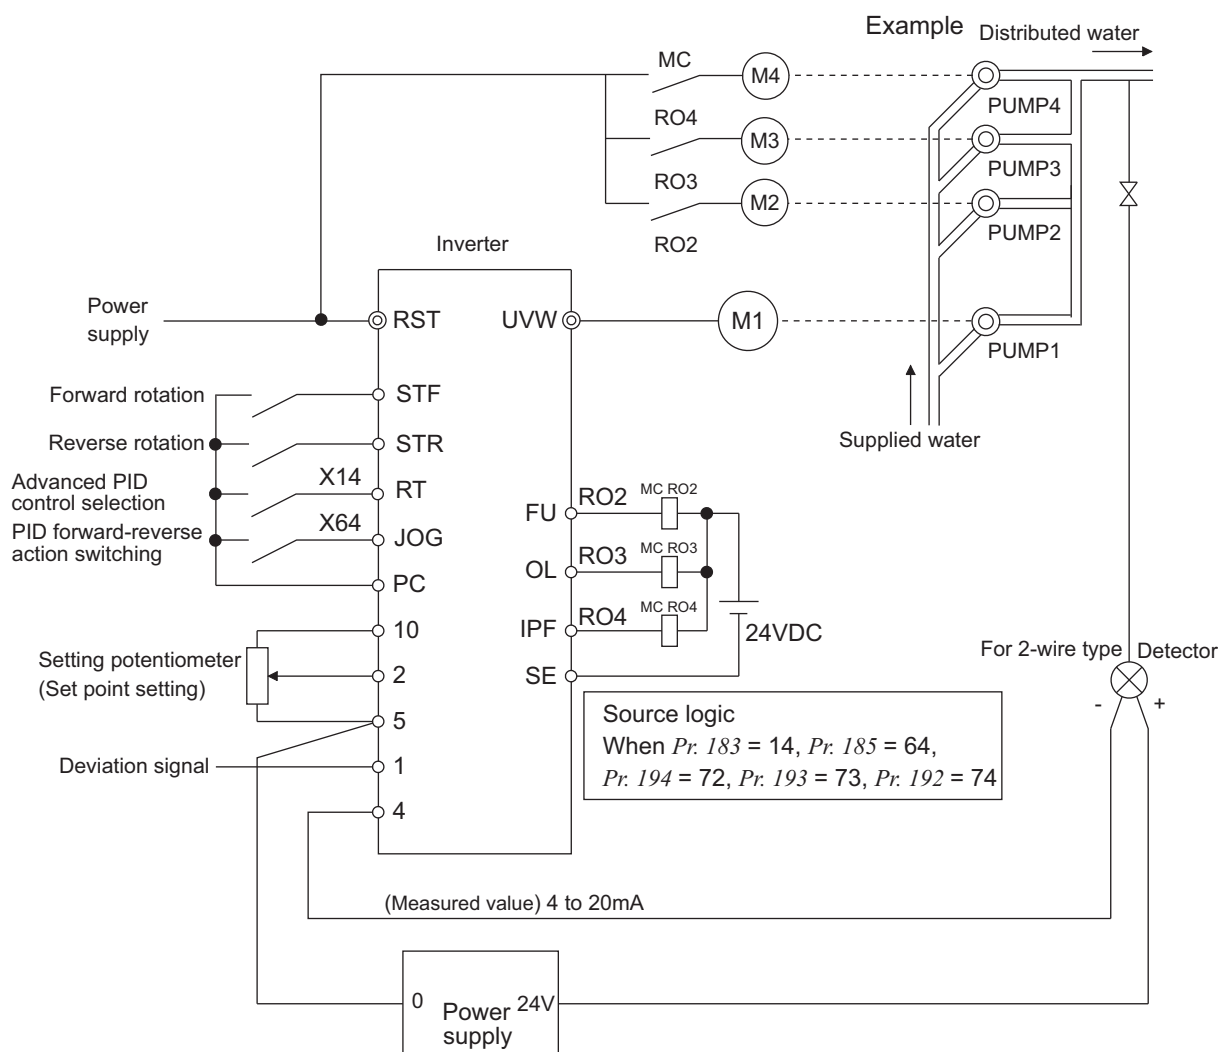 Example
Distributed water
MC
M4
PUMP4
RO4
M3
PUMP3
RO3
M2
PUMP2
RO2
Inverter
Power
supply
RST
UVW
M1
PUMP1
Forward rotation
STF
Reverse rotation
STR
Supplied water
Advanced PID
control selection
X14
RT
PID forward-reverse
action switching
X64
JOG
PC
FU
RO2
MC RO2
OL
RO3
MC RO3
IPF
RO4
MC RO4
24VDC
SE
10
Setting potentiometer
(Set point setting)
2
5
Deviation signal
1
4
For 2-wire type
Detector
-
+
Source logic
When Pr. 183 = 14, Pr. 185 = 64,
Pr. 194 = 72, Pr. 193 = 73, Pr. 192 = 74
(Measured value) 4 to 20mA
0
24V
Power
supply